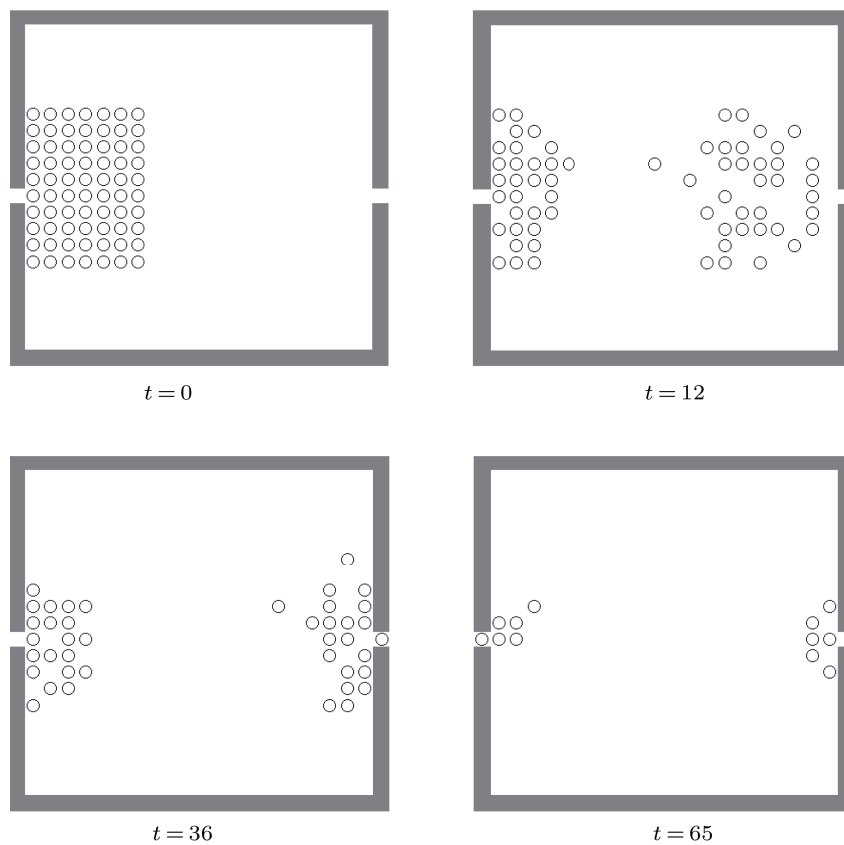 t = 0
t = 12
t = 36
t = 65